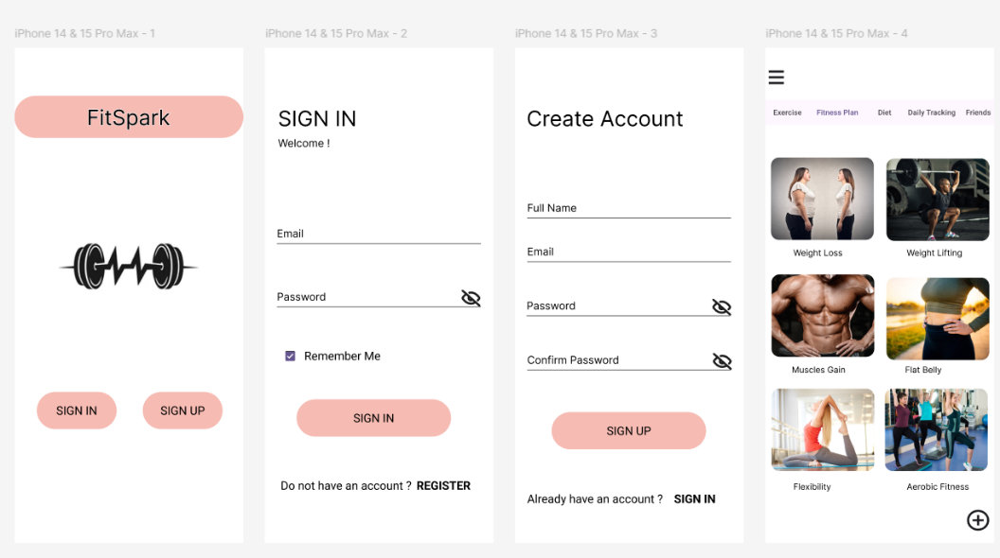 iPhone 14 & 15 Pro Max - 1
FitSpark
SIGN IN
SIGN UP
iPhone 14 & 15 Pro Max - 2
SIGN IN
Welcome !
Email
Password
Remember Me
SIGN IN
Do not have an account ? REGISTER
iPhone 14 & 15 Pro Max - 3
Create Account
Full Name
Email
Password
Confirm Password
SIGN UP
Already have an account ? SIGN IN
iPhone 14 & 15 Pro Max - 4
Exercise Fitness Plan Diet Daily Tracking Friends
Weight Loss
Weight Lifting
Muscles Gain
Flat Belly
Flexibility
Aerobic Fitness